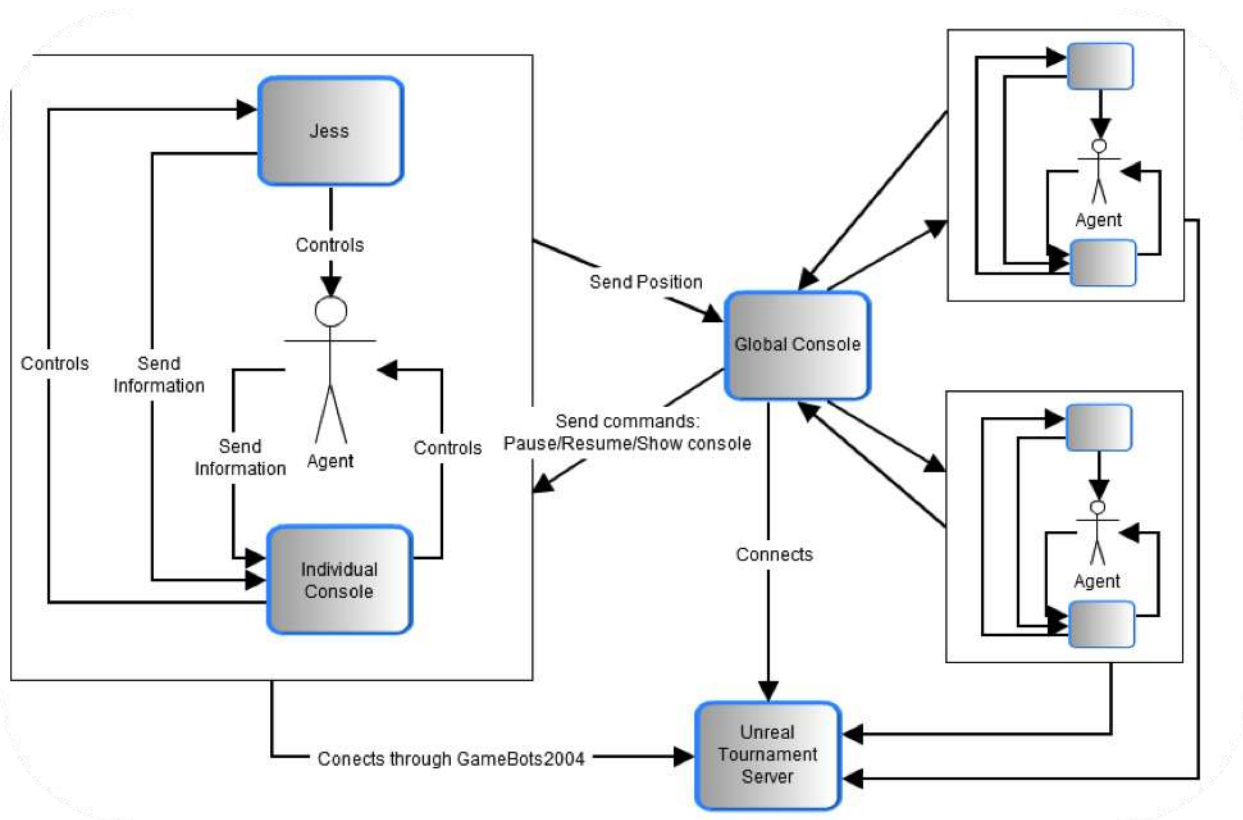 Jess
Controls
Agent
Controls
Send
Information
Send
Information
Controls
Individual
Console
Send Position
Global Console
Send commands:
Pause/Resume/Show console
Connects
Conects through GameBots2004
Unreal
Tournament
Server
Agent
Agent